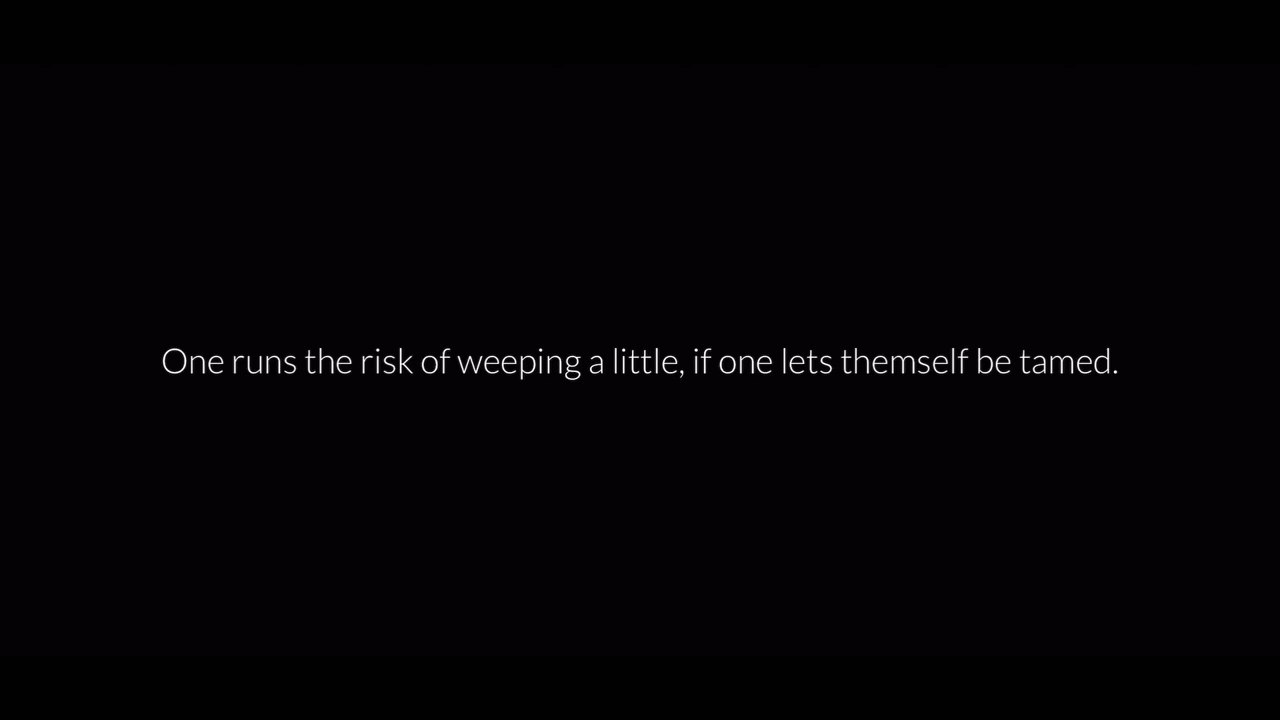 One runs the risk of weeping a little, if one lets themself be tamed.